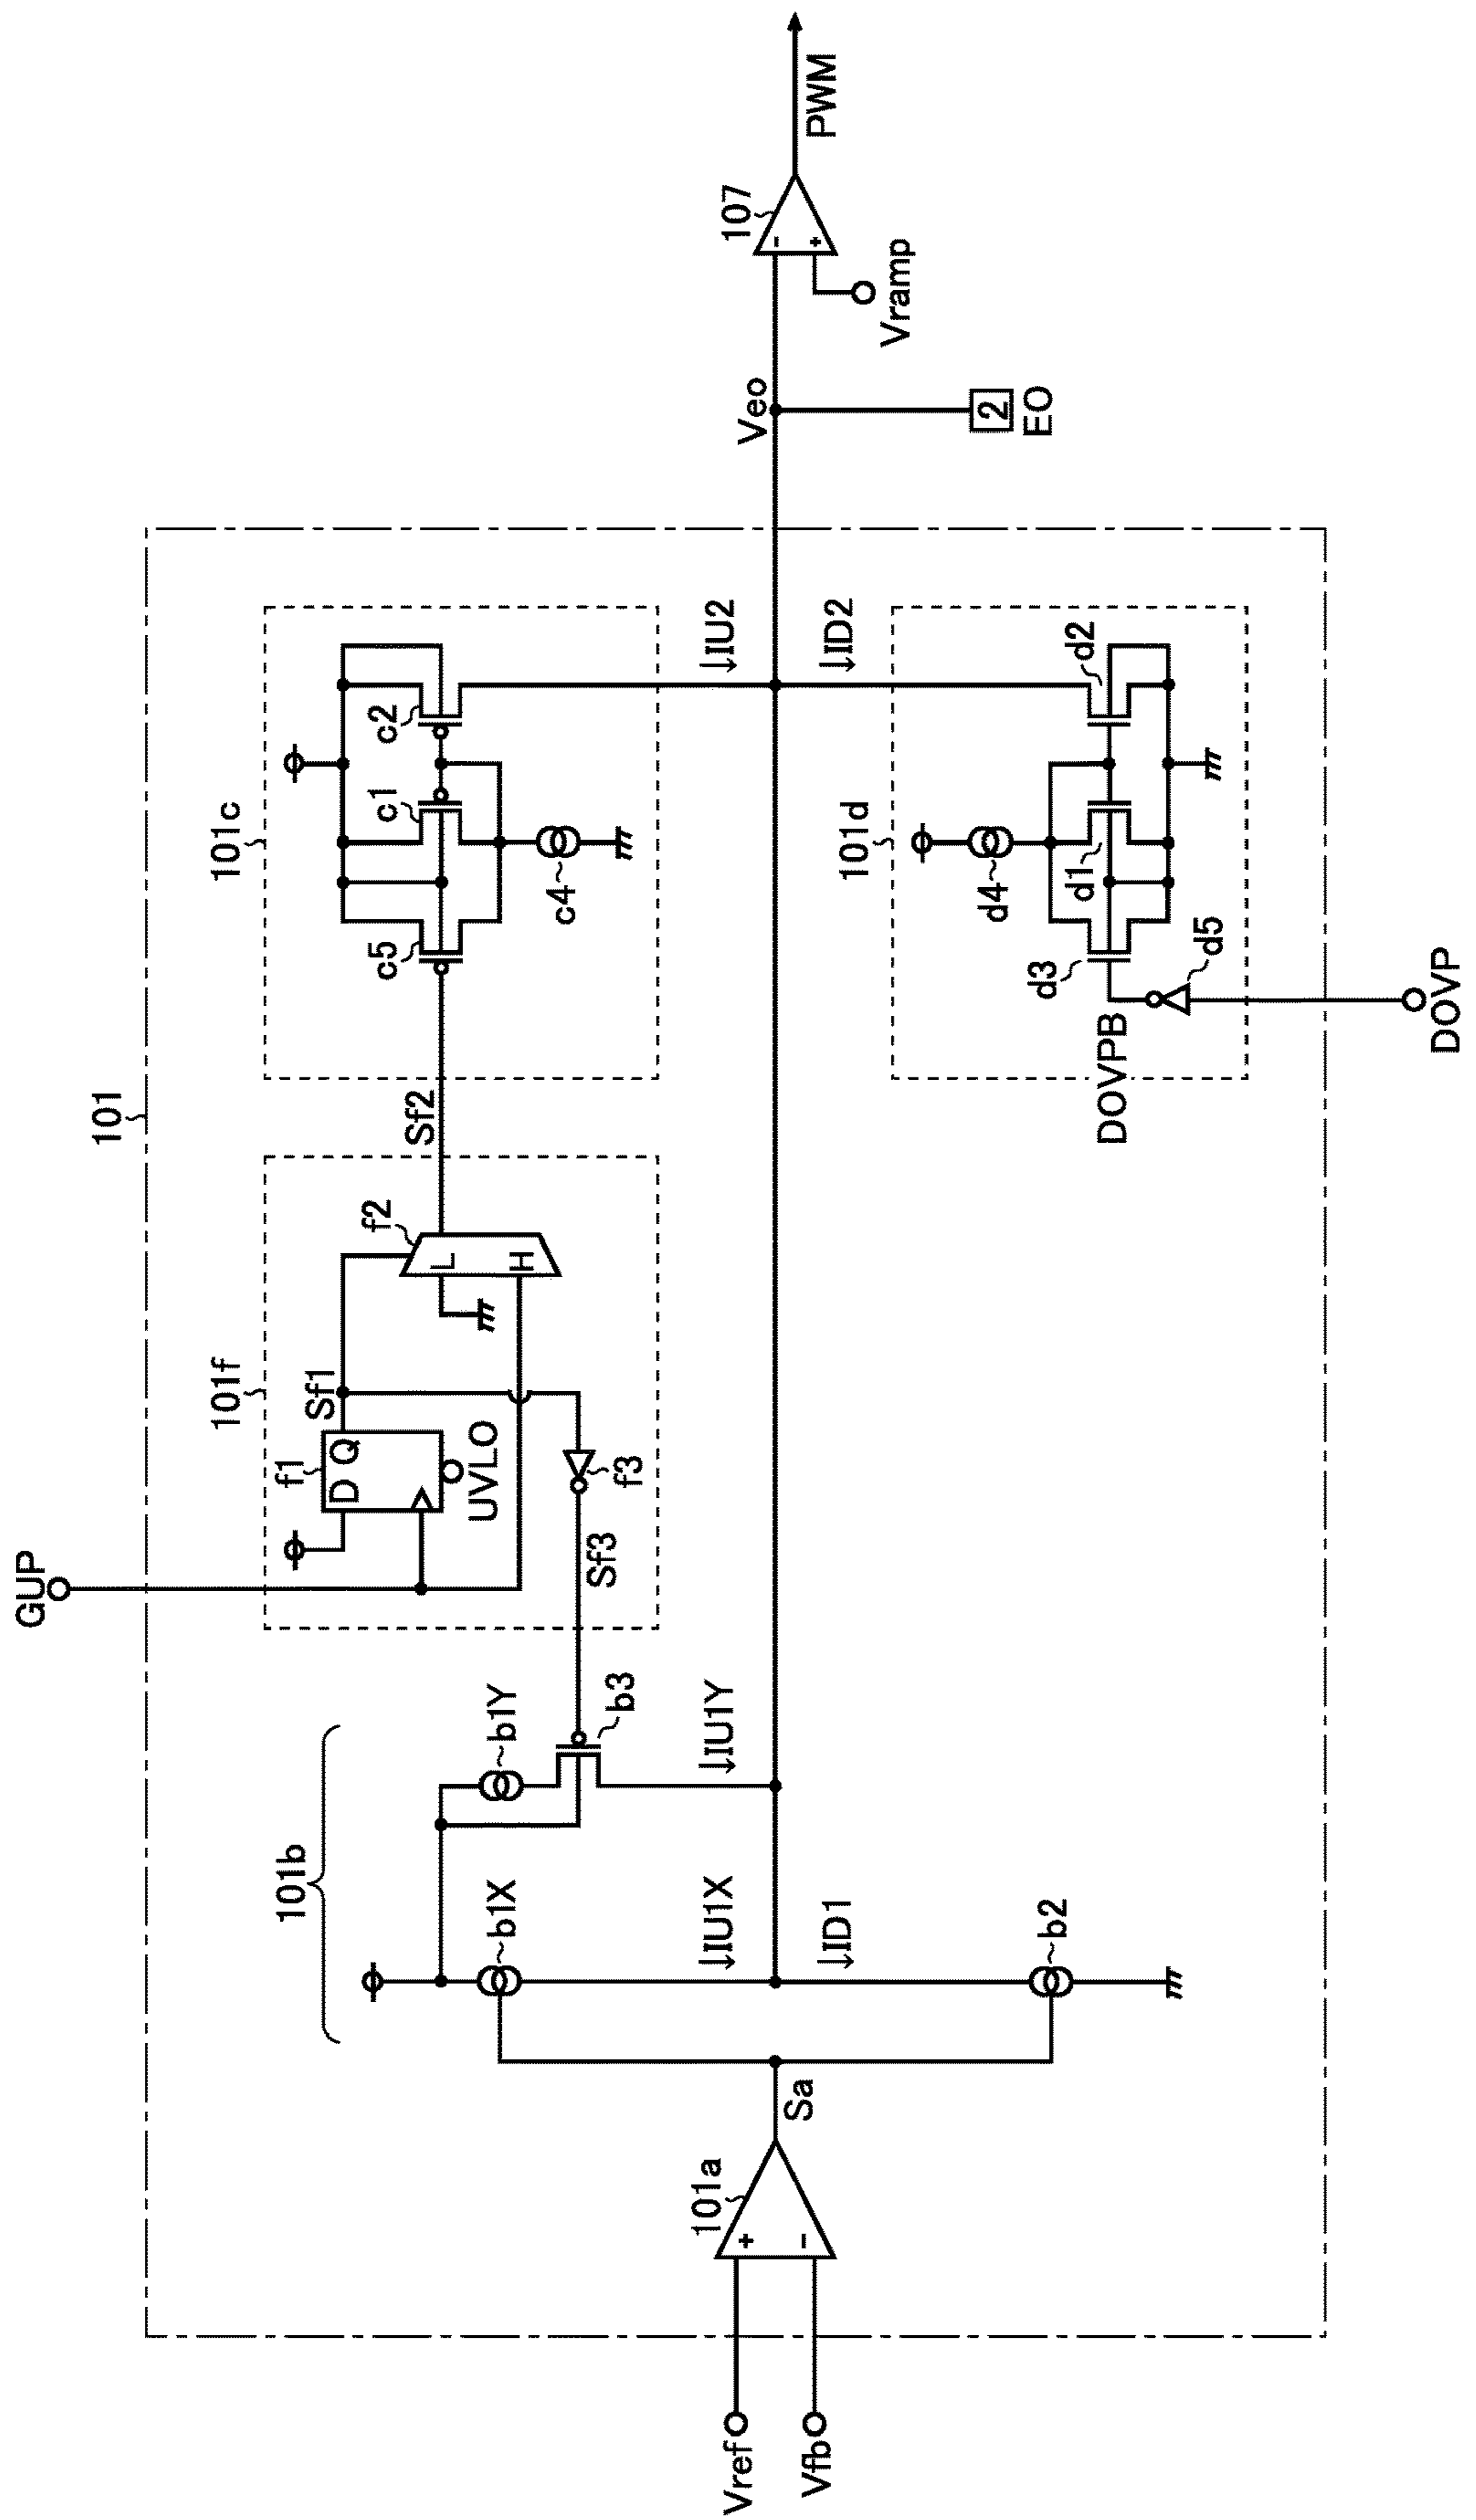 GUP
101
101b
101f
101c
b1X
b1Y
f1
D Q
UVLO
Sf1
f2
L
H
f3
Sf3
Sf2
b3
c5
c1
c2
c4
101a
Vref
+
Vfb
-
Sa
↓IU1X
↓IU1Y
↓IU2
↓ID1
↓ID2
b2
Veo
2
EO
107
-
+
Vramp
PWM
101d
d4
d1
d2
d3
d5
DOVPB
DOVP